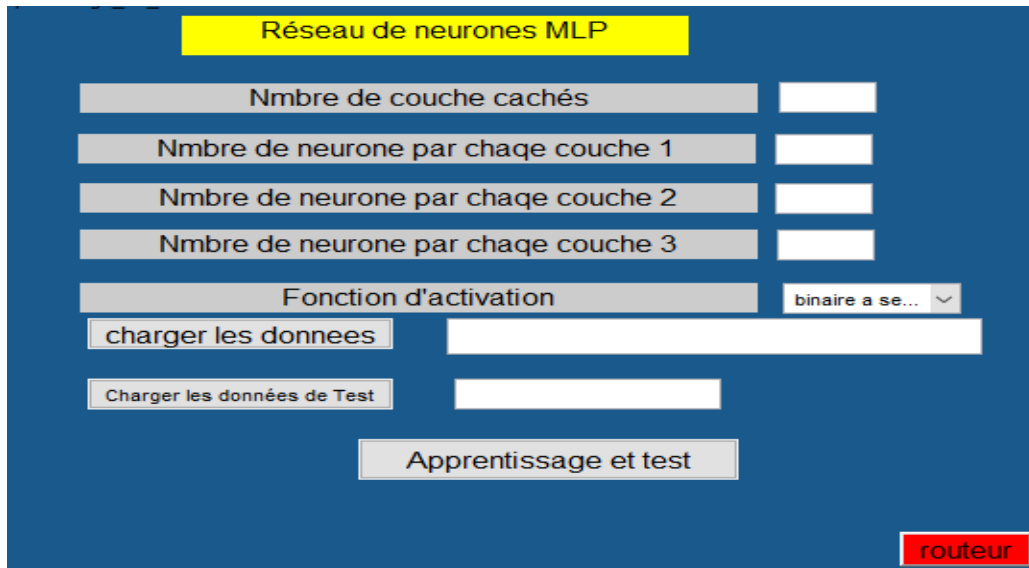 Réseau de neurones MLP
Nmbre de couche cachés
Nmbre de neurone par chaqe couche 1
Nmbre de neurone par chaqe couche 2
Nmbre de neurone par chaqe couche 3
Fonction d'activation
binaire a se...
charger les donnees
Charger les données de Test
Apprentissage et test
routeur